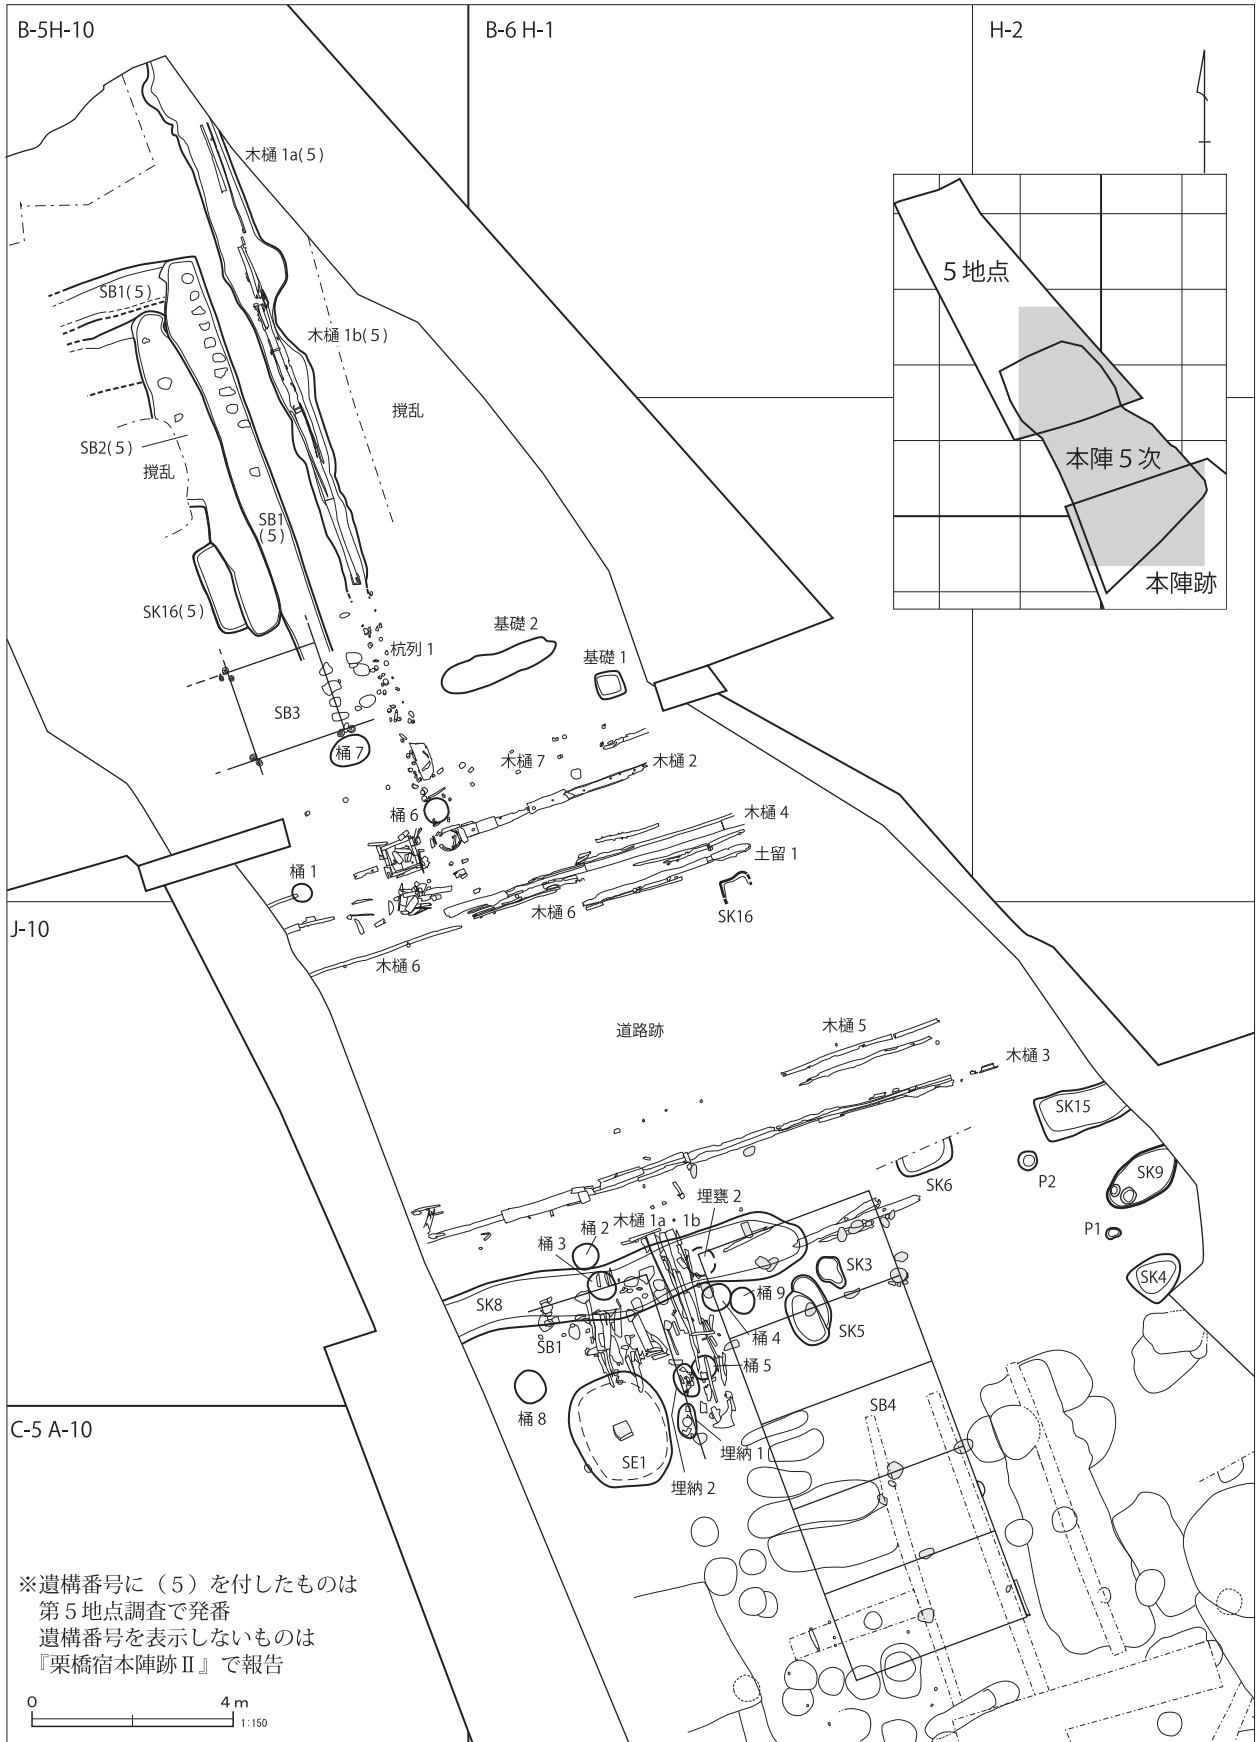 B-5H-10
B-6 H-1
H-2
木樋 1a(5)
5地点
SB1(5)
木樋 1b(5)
撹乱
SB2(5)
撹乱
本陣5次
SB1
(5)
本陣跡
SK16(5)
基礎 2
杭列 1
基礎 1
SB3
桶 7
木樋 7
木樋 2
桶 6
木樋 4
土留 1
桶 1
SK16
木樋 6
J-10
木樋 6
道路跡
木樋 5
木樋 3
SK15
P2
SK9
SK6
埋甕 2
木樋 1a・1b
桶 2
桶 3
P1
SK3
SK4
桶 9
SK8
SK5
SB1
桶 4
桶 5
桶 8
SB4
C-5 A-10
埋納 1
SE1
埋納 2
※遺構番号に（5）を付したものは
第5地点調査で発番
遺構番号を表示しないものは
『栗橋宿本陣跡Ⅱ』で報告
0 4 m
1:150